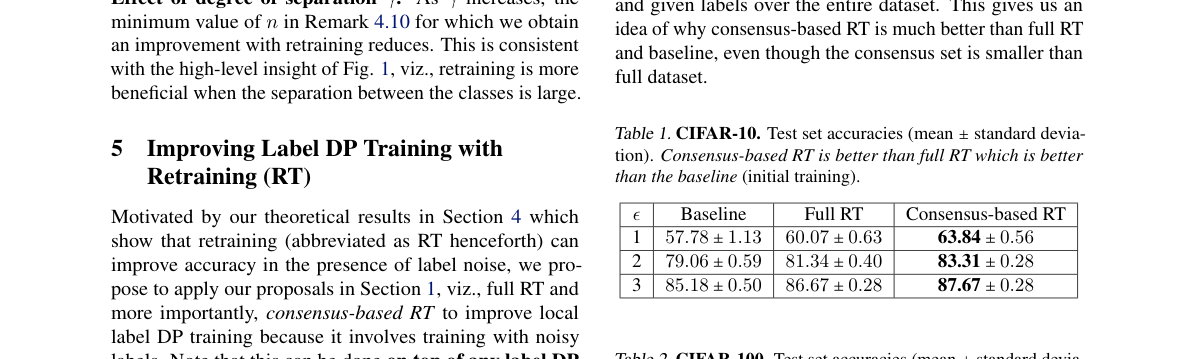 minimum value of n in Remark 4.10 for which we obtain
an improvement with retraining reduces. This is consistent
with the high-level insight of Fig. 1, viz., retraining is more
beneficial when the separation between the classes is large.
5 Improving Label DP Training with
Retraining (RT)
Motivated by our theoretical results in Section 4 which
show that retraining (abbreviated as RT henceforth) can
improve accuracy in the presence of label noise, we pro-
pose to apply our proposals in Section 1, viz., full RT and
more importantly, consensus-based RT to improve local
label DP training because it involves training with noisy
and given labels over the entire dataset. This gives us an
idea of why consensus-based RT is much better than full RT
and baseline, even though the consensus set is smaller than
full dataset.
Table 1. CIFAR-10. Test set accuracies (mean ± standard devia-
tion). Consensus-based RT is better than full RT which is better
than the baseline (initial training).
ϵ Baseline Full RT Consensus-based RT
1 57.78 ± 1.13 60.07 ± 0.63 63.84 ± 0.56
2 79.06 ± 0.59 81.34 ± 0.40 83.31 ± 0.28
3 85.18 ± 0.50 86.67 ± 0.28 87.67 ± 0.28